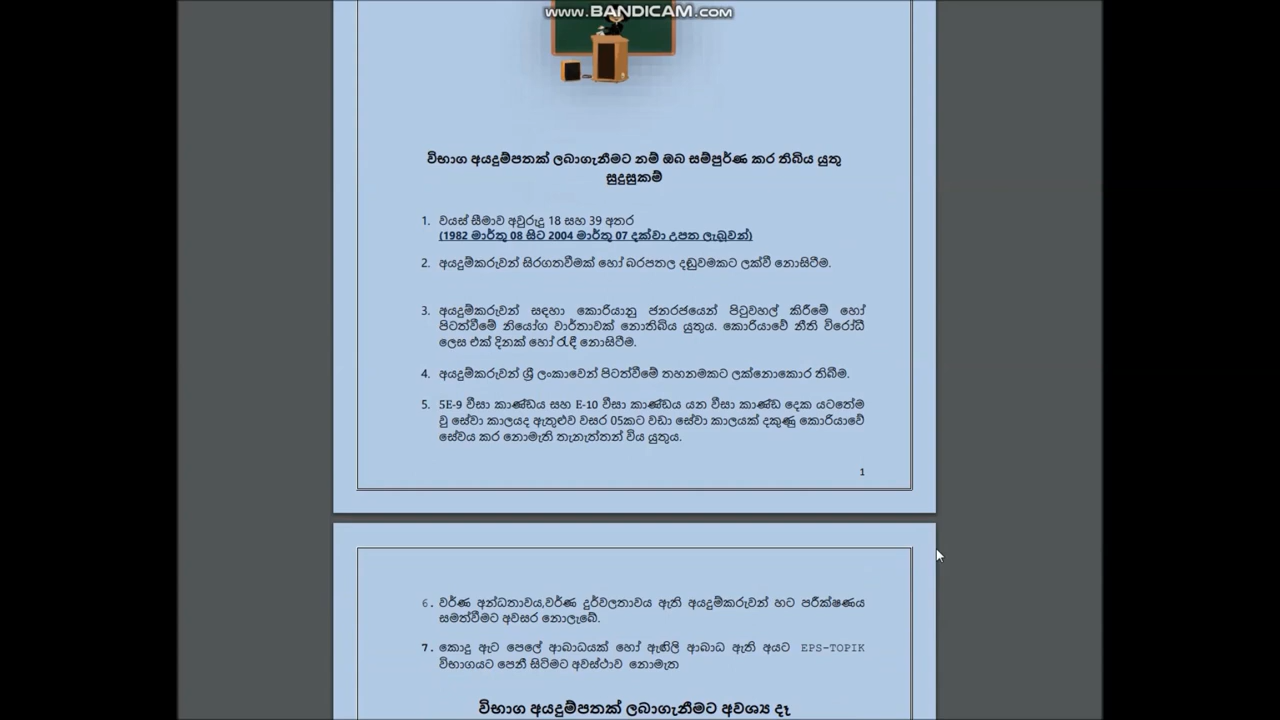 www.BANDICAM.com
විභාග අයදුම්පතක් ලබාගැනීමට නම් ඔබ සම්පුර්ණ කර තිබිය යුතු
සුදුසුකම්
1. වයස් සීමාව අවුරුදු 18 සහ 39 අතර
(1982 මාර්තු 08 සිට 2004 මාර්තු 07 දක්වා උපත ලැබූවන්)
2. අයදුම්කරුවන් සිරගතවීමක් හෝ බරපතල දඬුවමකට ලක්වී නොසිටීම.
3. අයදුම්කරුවන් සඳහා කොරියානු ජනරජයෙන් පිටුවහල් කිරීමේ හෝ
පිටත්වීමේ නියෝග වාර්තාවක් නොතිබිය යුතුය. කොරියාවේ නීති විරෝධී
ලෙස එක් දිනක් හෝ රැඳී නොසිටීම.
4. අයදුම්කරුවන් ශ්‍රී ලංකාවෙන් පිටත්වීමේ තහනමකට ලක්නොකොර තිබීම.
5. 5E-9 වීසා කාණ්ඩය සහ E-10 වීසා කාණ්ඩය යන වීසා කාණ්ඩ දෙක යටතේම
වු සේවා කාලයද ඇතුළුව වසර 05කට වඩා සේවා කාලයක් දකුණු කොරියාවේ
සේවය කර නොමැති තැනැත්තන් විය යුතුය.
1
6. වර්ණ අන්ධතාවය,වර්ණ දුර්වලතාවය ඇති අයදුම්කරුවන් හට පරීක්ෂණය
සමත්වීමට අවසර නොලැබේ.
7. කොදු ඇට පෙලේ ආබාධයක් හෝ ඇඟිලි ආබාධ ඇති අයට EPS-TOPIK
විභාගයට පෙනී සිටිමට අවස්ථාව නොමැත
විභාග අයදුම්පතක් ලබාගැනීමට අවශ්‍ය දෑ